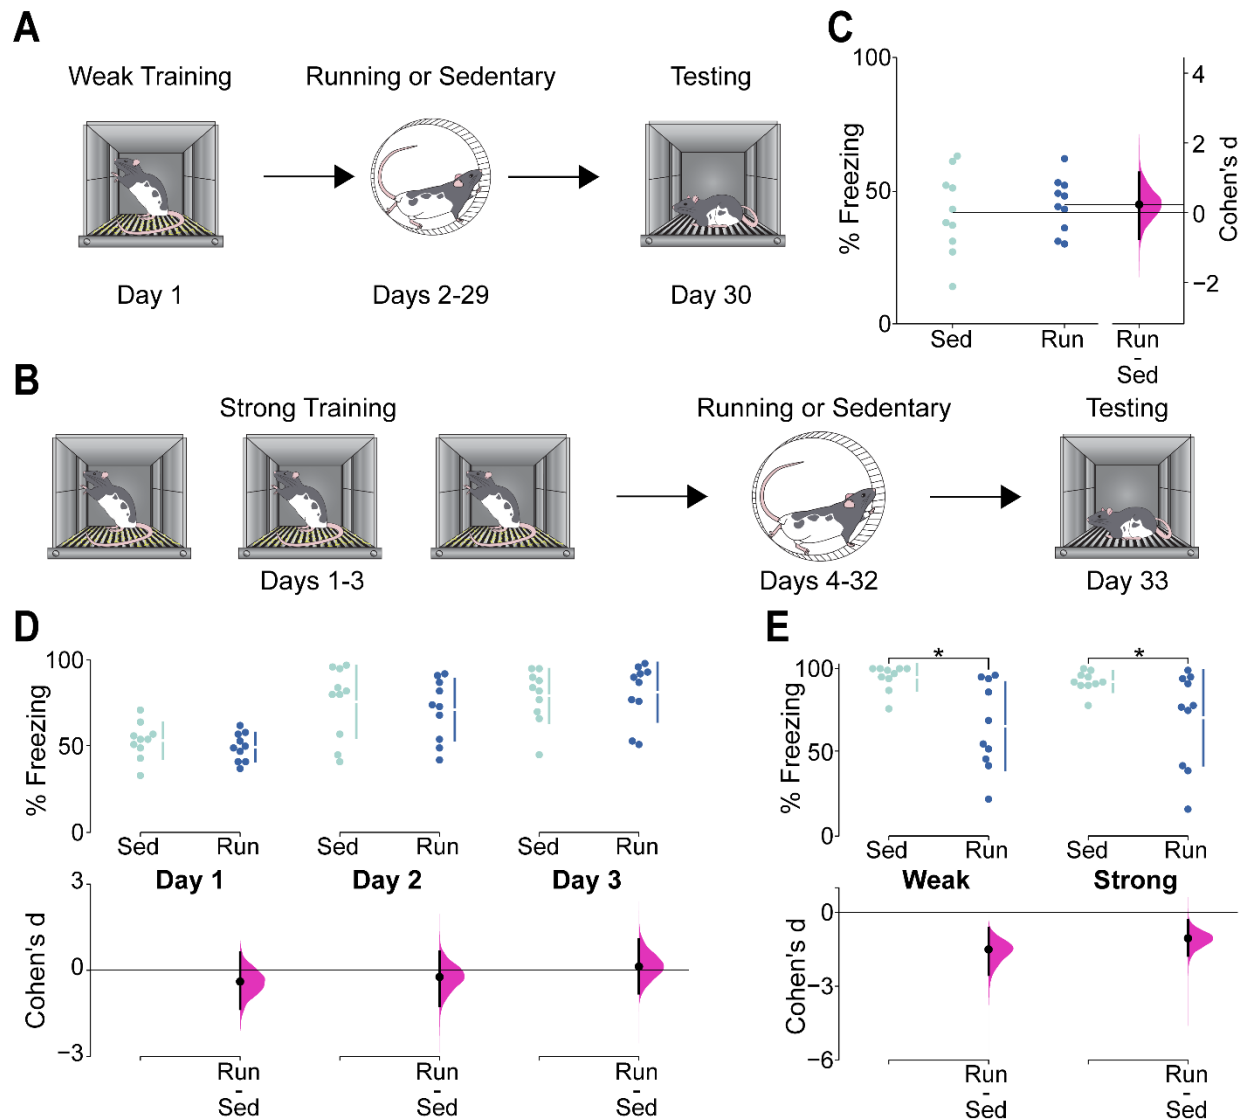 A
Weak Training
Running or Sedentary
Testing
Day 1
Days 2-29
Day 30
C
100
50
0
% Freezing
4
2
0
−2
Cohen's d
Sed
Run
Run
-
Sed
B
Strong Training
Running or Sedentary
Testing
Days 1-3
Days 4-32
Day 33
D
100
50
0
% Freezing
Sed
Run
Sed
Run
Sed
Run
Day 1
Day 2
Day 3
3
0
−3
Cohen's d
Run
-
Sed
Run
-
Sed
Run
-
Sed
E
*
*
100
50
0
% Freezing
Sed
Run
Sed
Run
Weak
Strong
0
−3
−6
Cohen's d
Run
-
Sed
Run
-
Sed